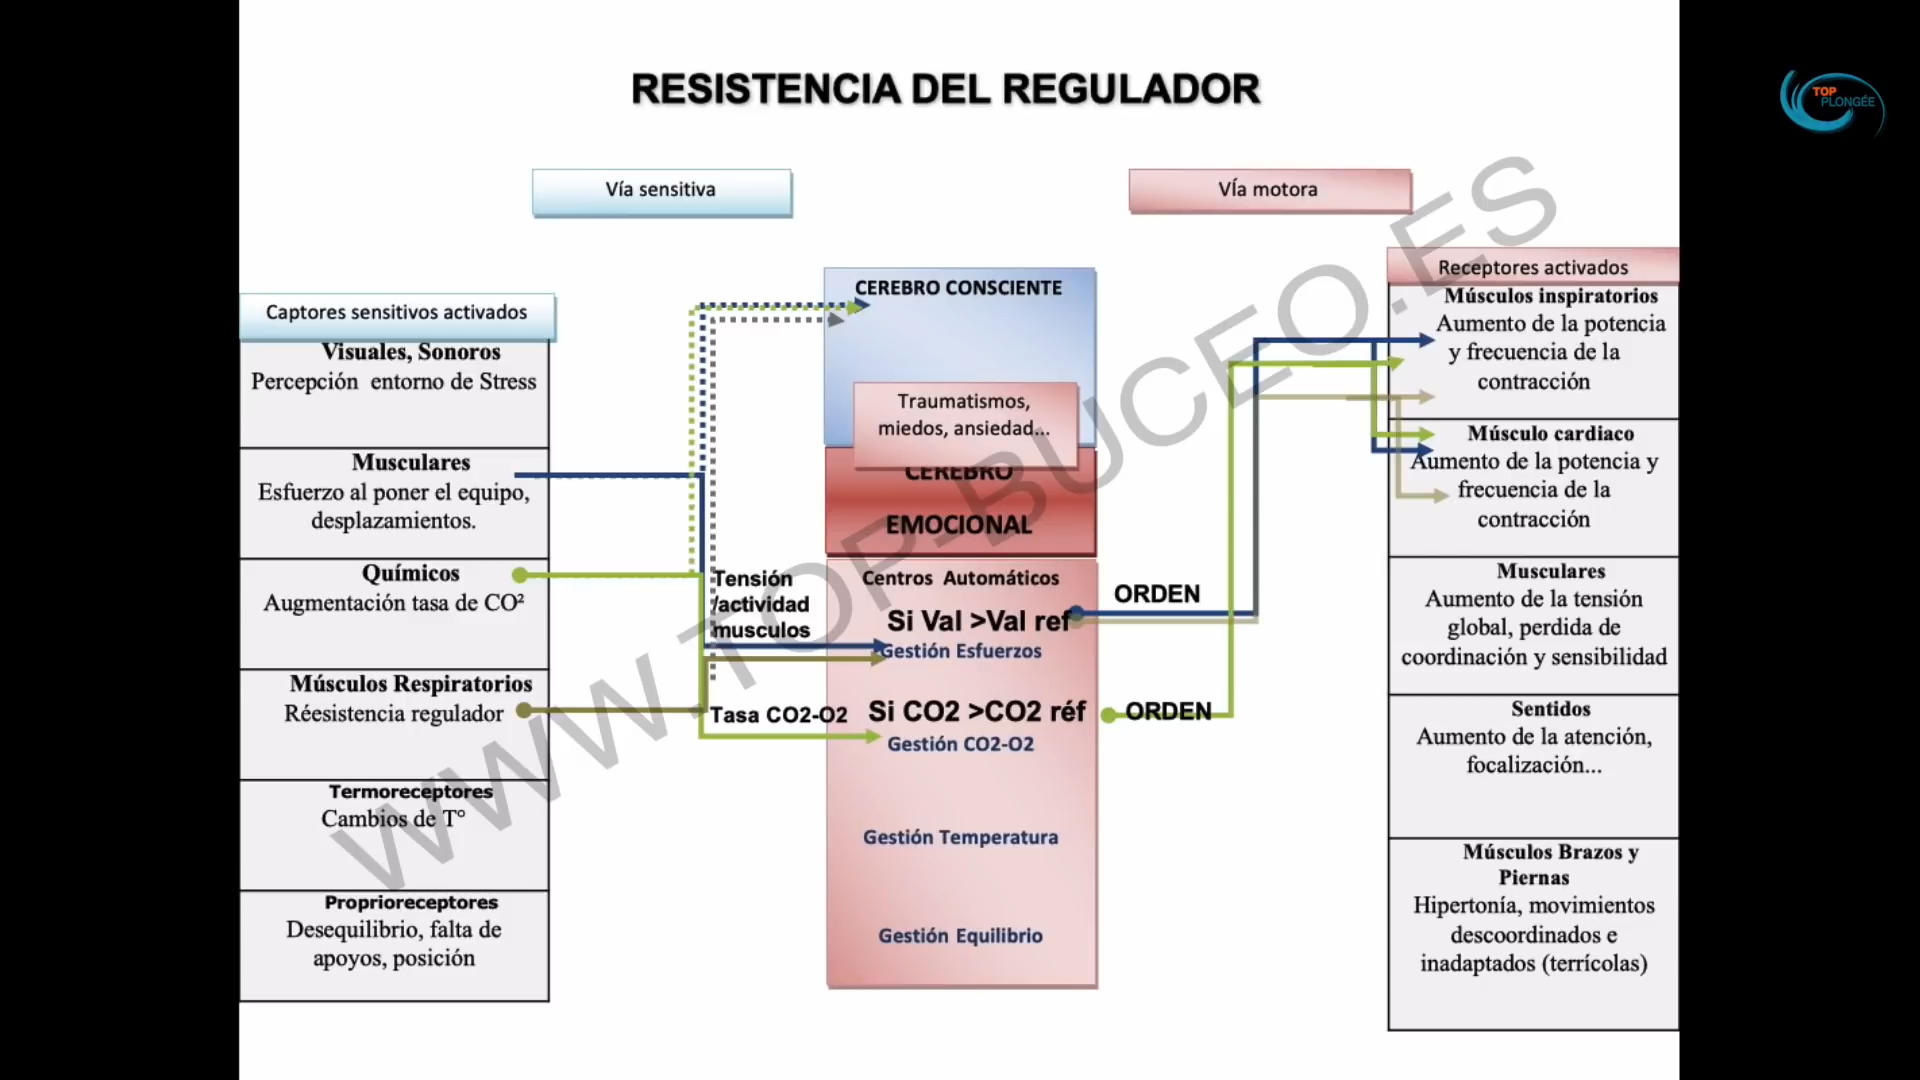 RESISTENCIA DEL REGULADOR
TOP
PLONGÉE
Vía sensitiva
VÍa motora
Captores sensitivos activados
Visuales, Sonoros
Percepción entorno de Stress
Musculares
Esfuerzo al poner el equipo,
desplazamientos.
Químicos
Augmentación tasa de CO²
Músculos Respiratorios
Réesistencia regulador
Termoreceptores
Cambios de T°
Proprioreceptores
Desequilibrio, falta de
apoyos, posición
Tensión
/actividad
musculos
Tasa CO2-O2
CEREBRO CONSCIENTE
Traumatismos,
miedos, ansiedad...
CEREBRO
EMOCIONAL
Centros Automáticos
Si Val >Val ref
Gestión Esfuerzos
Si CO2 >CO2 réf
Gestión CO2-O2
Gestión Temperatura
Gestión Equilibrio
ORDEN
ORDEN
Receptores activados
Músculos inspiratorios
Aumento de la potencia
y frecuencia de la
contracción
Músculo cardiaco
Aumento de la potencia y
frecuencia de la
contracción
Musculares
Aumento de la tensión
global, perdida de
coordinación y sensibilidad
Sentidos
Aumento de la atención,
focalización...
Músculos Brazos y
Piernas
Hipertonía, movimientos
descoordinados e
inadaptados (terrícolas)
WWW.TOP-BUCEO.ES